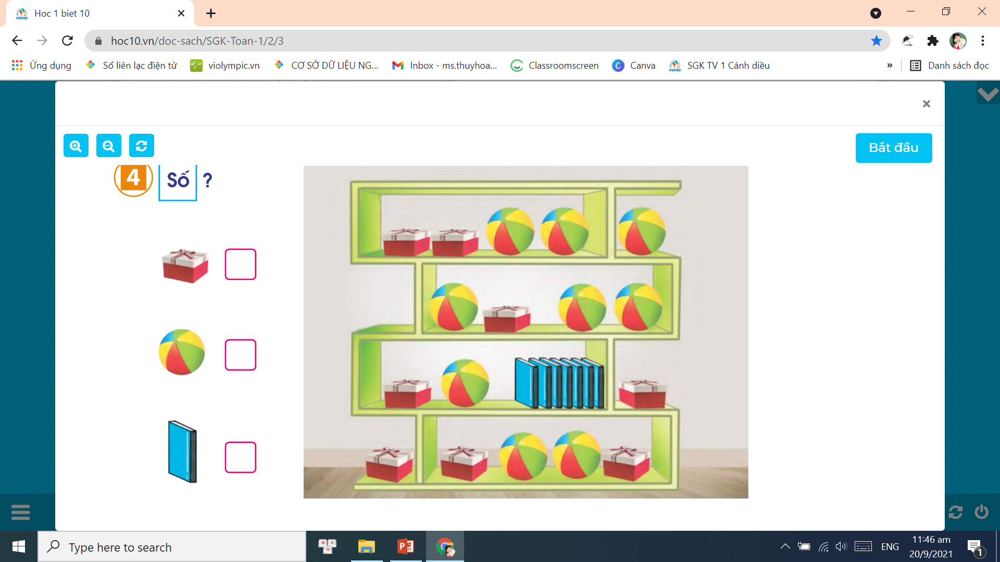 Hoc 1 biet 10
hoc10.vn/doc-sach/SGK-Toan-1/2/3
Ứng dụng
Sổ liên lạc điện tử
violympic.vn
CƠ SỞ DỮ LIỆU NG...
Inbox - ms.thuyhoa...
Classroomscreen
Canva
SGK TV 1 Cánh diều
»
Danh sách đọc
×
Bắt đầu
4 Số ?
Type here to search
ENG
11:46 am
20/9/2021
1